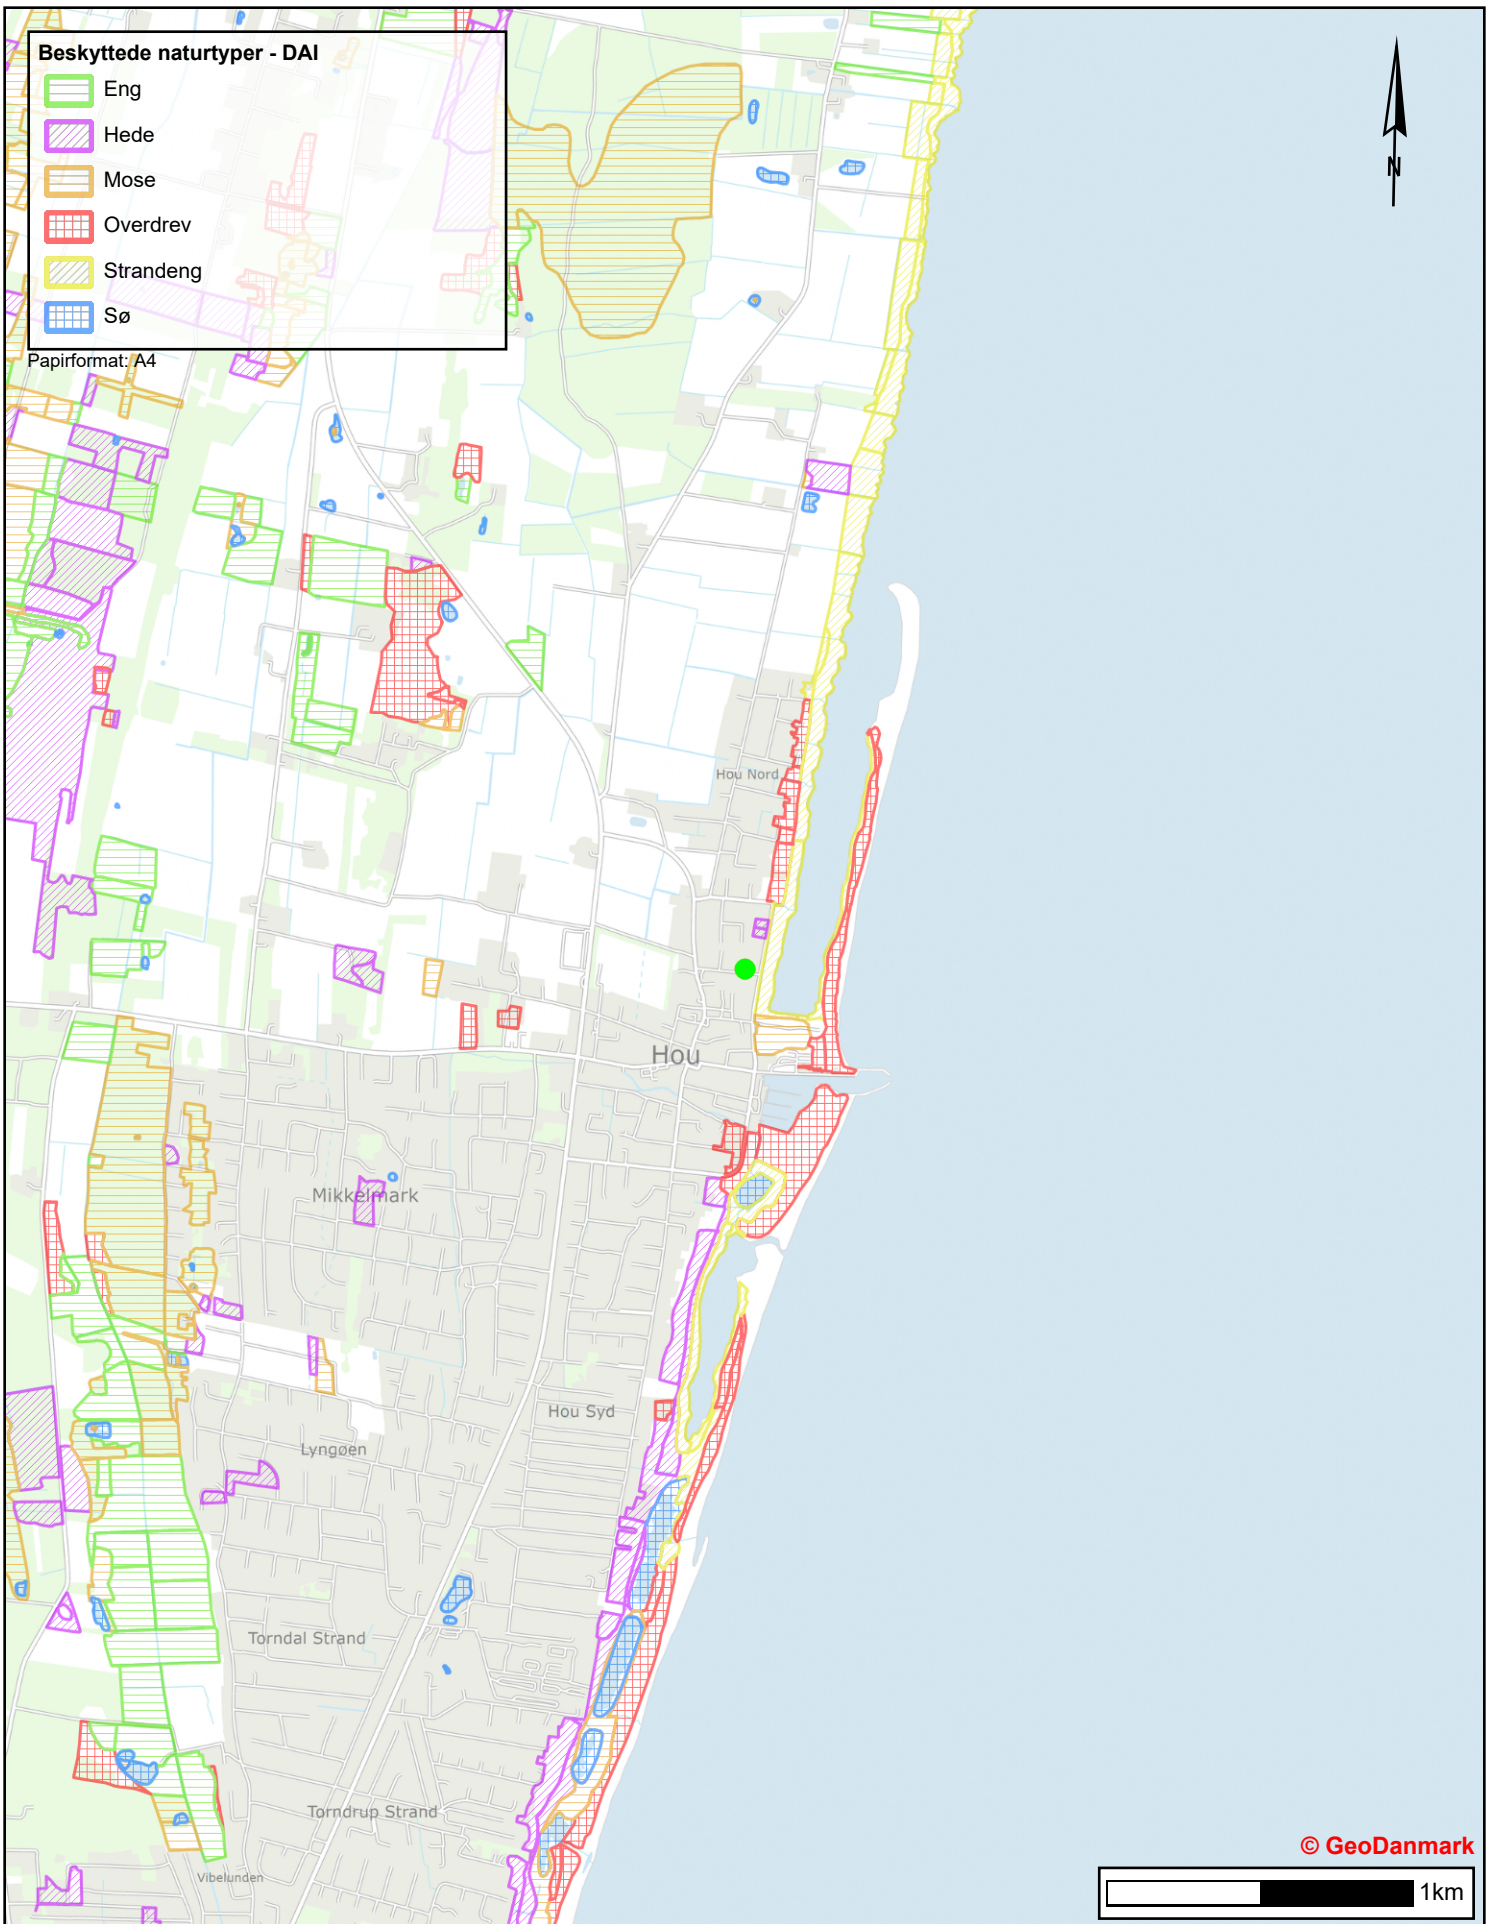 Beskyttede naturtyper - DAI
Eng
Hede
Mose
Overdrev
Strandeng
Sø
Papirformat: A4
N
Hou Nord
Hou
Mikkelmark
Hou Syd
Lyngøen
Torndal Strand
Torndrup Strand
Vibelunden
© GeoDanmark
1km